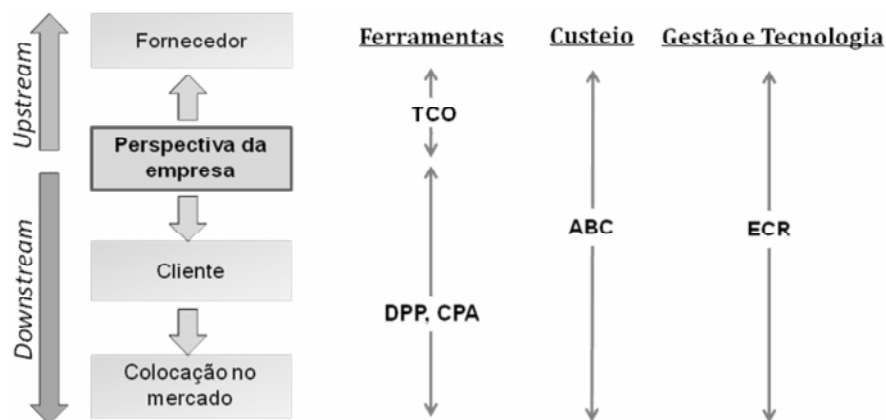 Upstream
Downstream
Fornecedor
Perspectiva da
empresa
Cliente
Colocação no
mercado
Ferramentas
TCO
DPP, CPA
Custeio
ABC
Gestão e Tecnologia
ECR